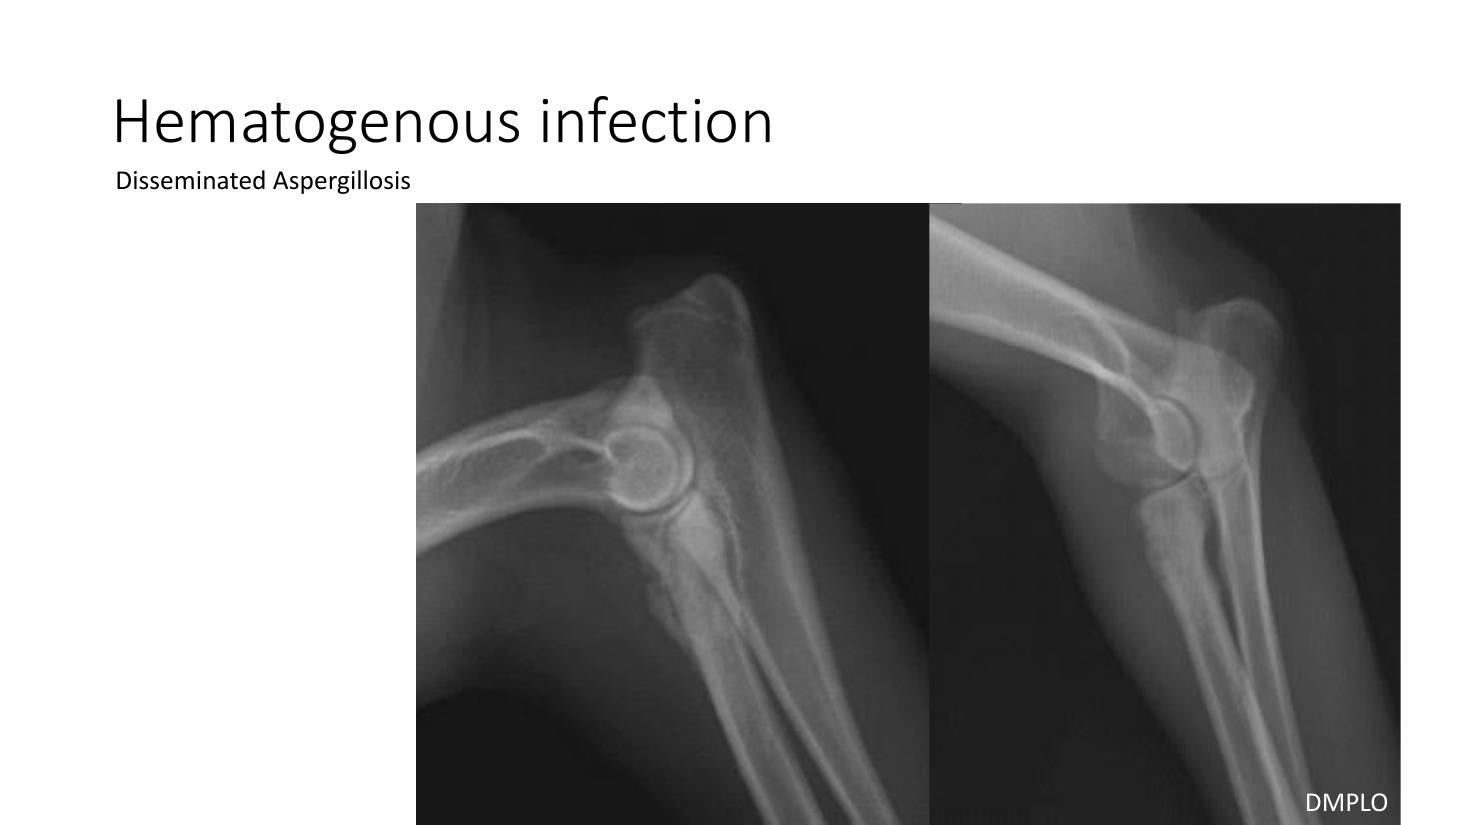 Hematogenous infection
Disseminated Aspergillosis
DMPLO